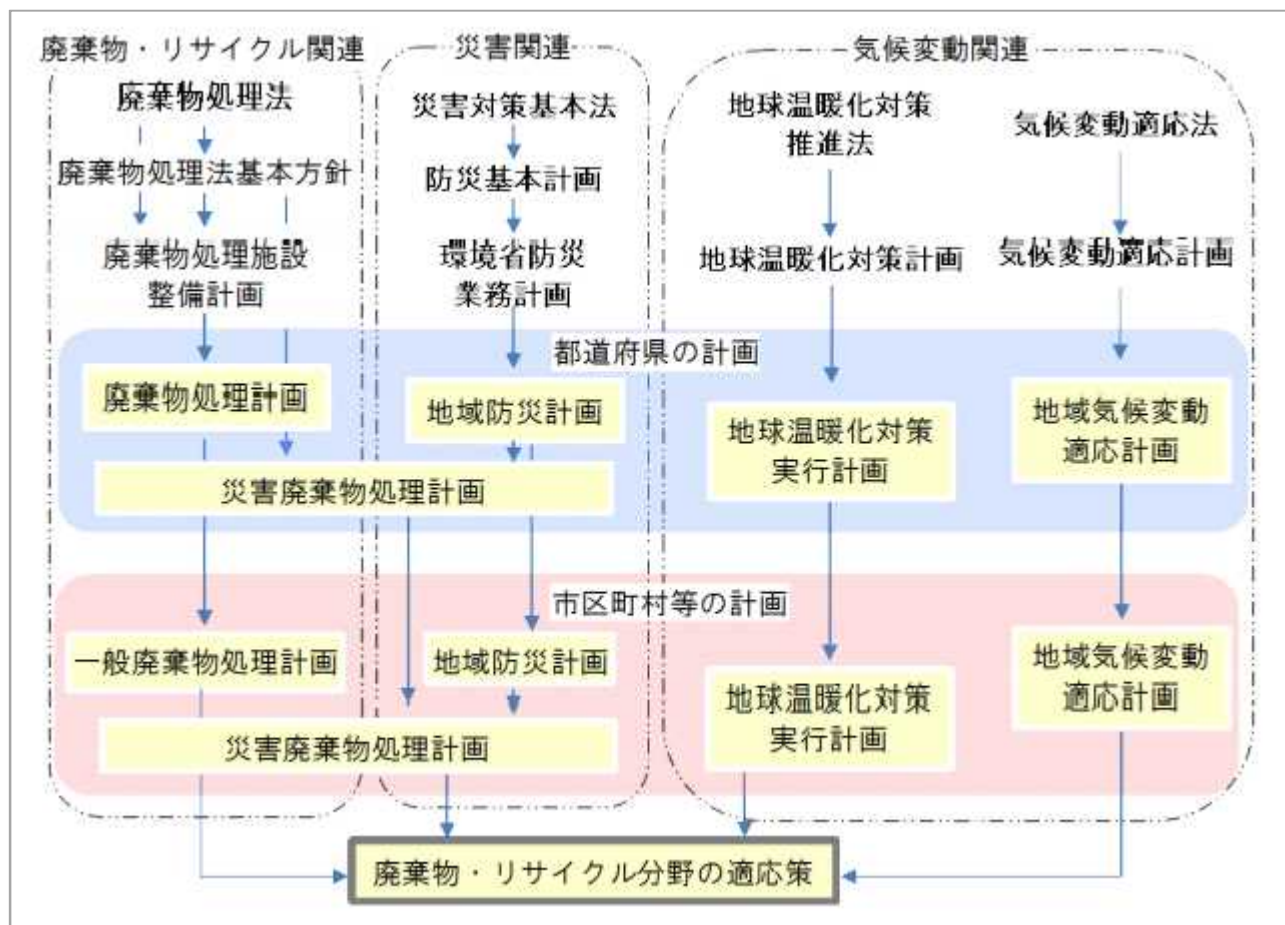 廃棄物・リサイクル関連
災害関連
気候変動関連
廃棄物処理法
廃棄物処理法基本方針
廃棄物処理施設
整備計画
災害対策基本法
防災基本計画
環境省防災
業務計画
地球温暖化対策
推進法
地球温暖化対策計画
気候変動適応法
気候変動適応計画
都道府県の計画
廃棄物処理計画
地域防災計画
災害廃棄物処理計画
地球温暖化対策
実行計画
地域気候変動
適応計画
市区町村等の計画
一般廃棄物処理計画
地域防災計画
災害廃棄物処理計画
地球温暖化対策
実行計画
地域気候変動
適応計画
廃棄物・リサイクル分野の適応策